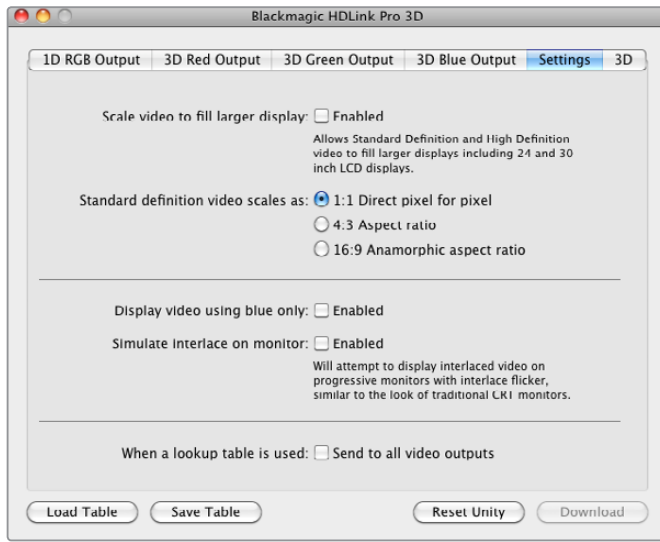 Blackmagic HDLink Pro 3D
1D RGB Output 3D Red Output 3D Green Output 3D Blue Output Settings 3D
Scale video to fill larger display: Enabled
Allows Standard Definition and High Definition
video to fill larger displays including 24 and 30
inch LCD displays.
Standard definition video scales as: 1:1 Direct pixel for pixel
4:3 Aspect ratio
16:9 Anamorphic aspect ratio
Display video using blue only: Enabled
Simulate interlace on monitor: Enabled
Will attempt to display interlaced video on
progressive monitors with interlace flicker,
similar to the look of traditional CRT monitors.
When a lookup table is used: Send to all video outputs
Load Table Save Table Reset Unity Download